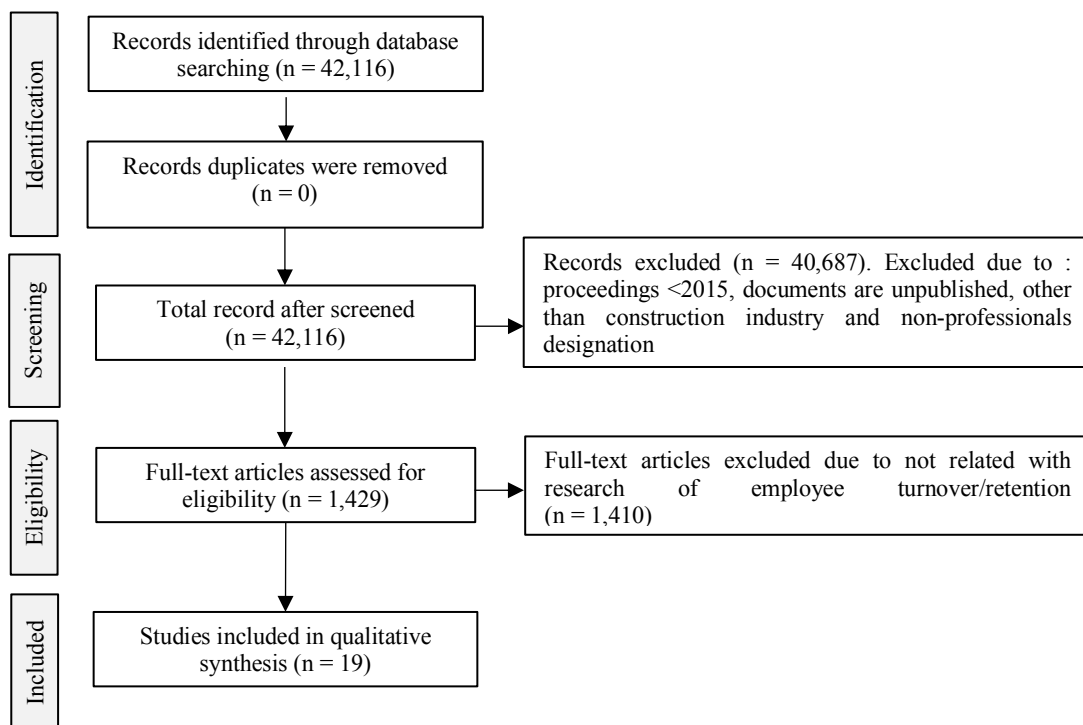 Identification
Records identified through database
searching (n = 42,116)
Records duplicates were removed
(n = 0)
Screening
Total record after screened
(n = 42,116)
Records excluded (n = 40,687). Excluded due to :
proceedings <2015, documents are unpublished, other
than construction industry and non-professionals
designation
Eligibility
Full-text articles assessed for
eligibility (n = 1,429)
Full-text articles excluded due to not related with
research of employee turnover/retention
(n = 1,410)
Included
Studies included in qualitative
synthesis (n = 19)